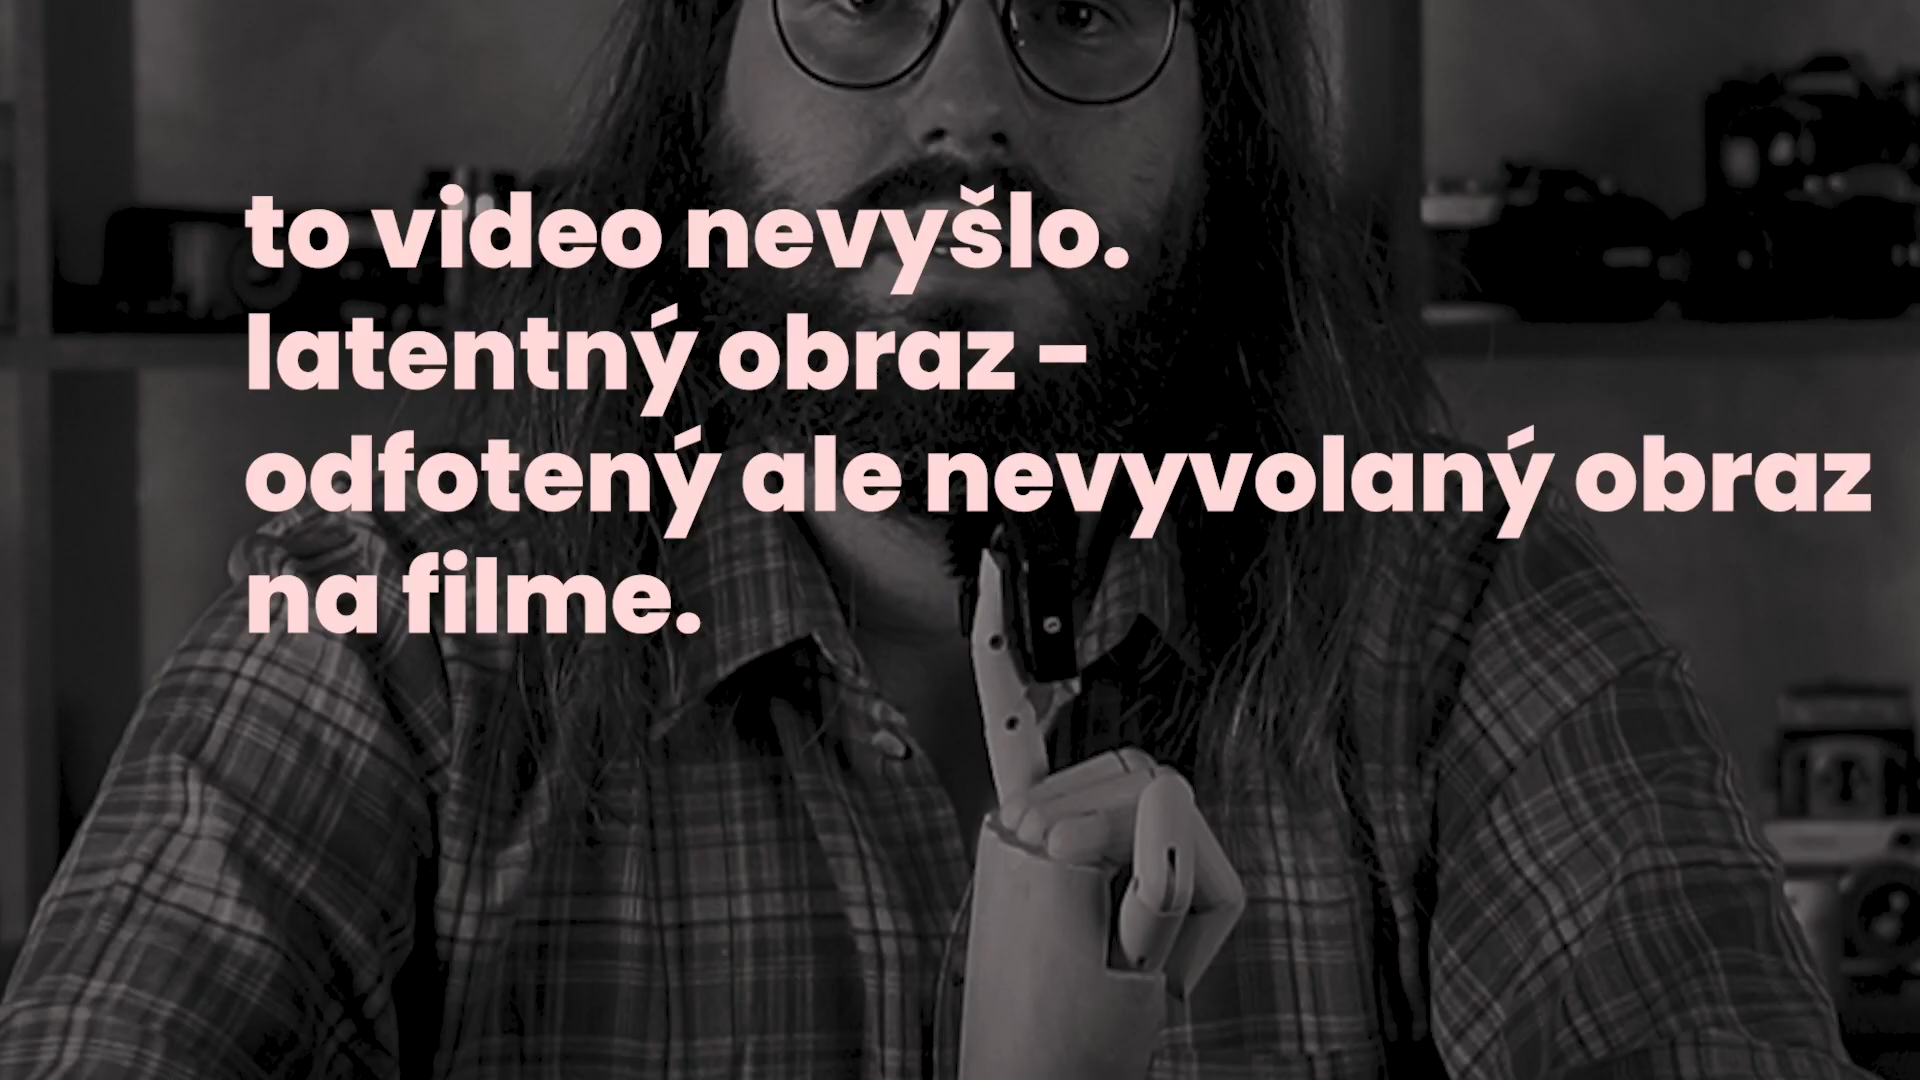 to video nevyšlo.
latentný obraz -
odfotený ale nevyvolaný obraz
na filme.